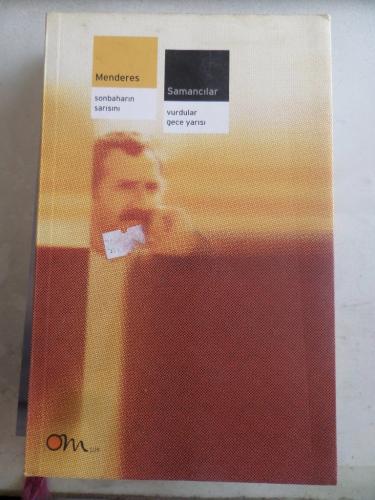 Menderes
Samancılar
sonbaharın
sarısını
vurdular
gece yarısı
Om